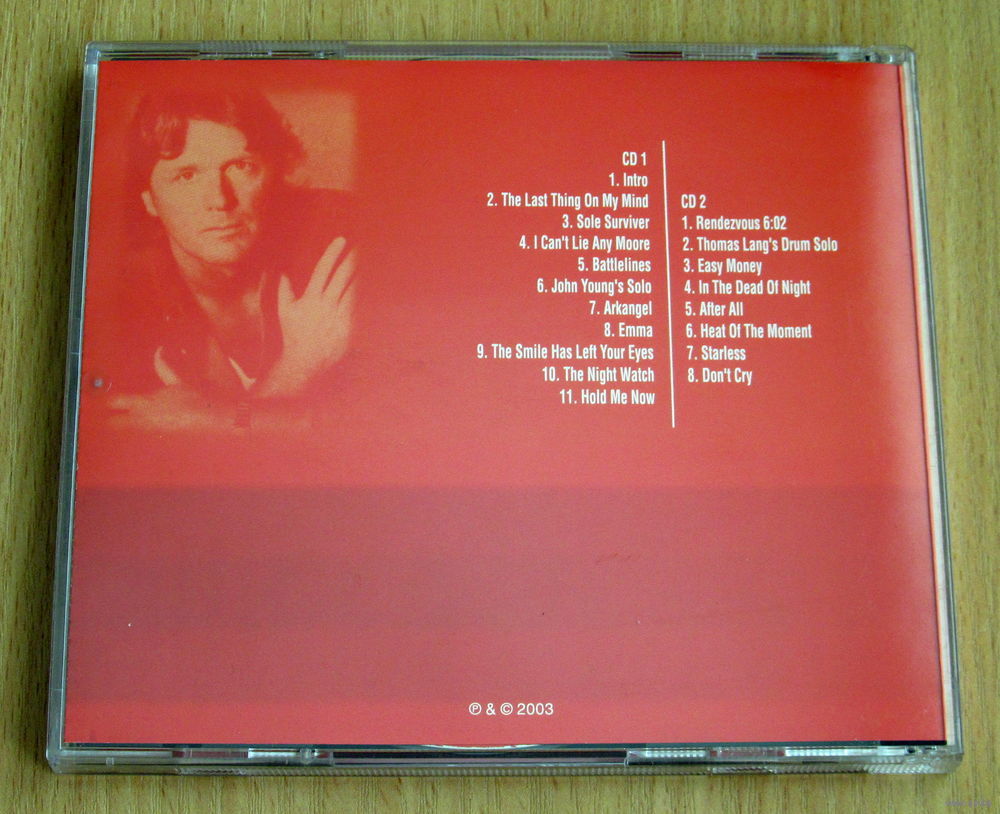 CD 1
1. Intro
2. The Last Thing On My Mind
3. Sole Surviver
4. I Can't Lie Any Moore
5. Battlelines
6. John Young's Solo
7. Arkangel
8. Emma
9. The Smile Has Left Your Eyes
10. The Night Watch
11. Hold Me Now
CD 2
1. Rendezvous 6:02
2. Thomas Lang's Drum Solo
3. Easy Money
4. In The Dead Of Night
5. After All
6. Heat Of The Moment
7. Starless
8. Don't Cry
℗ & © 2003